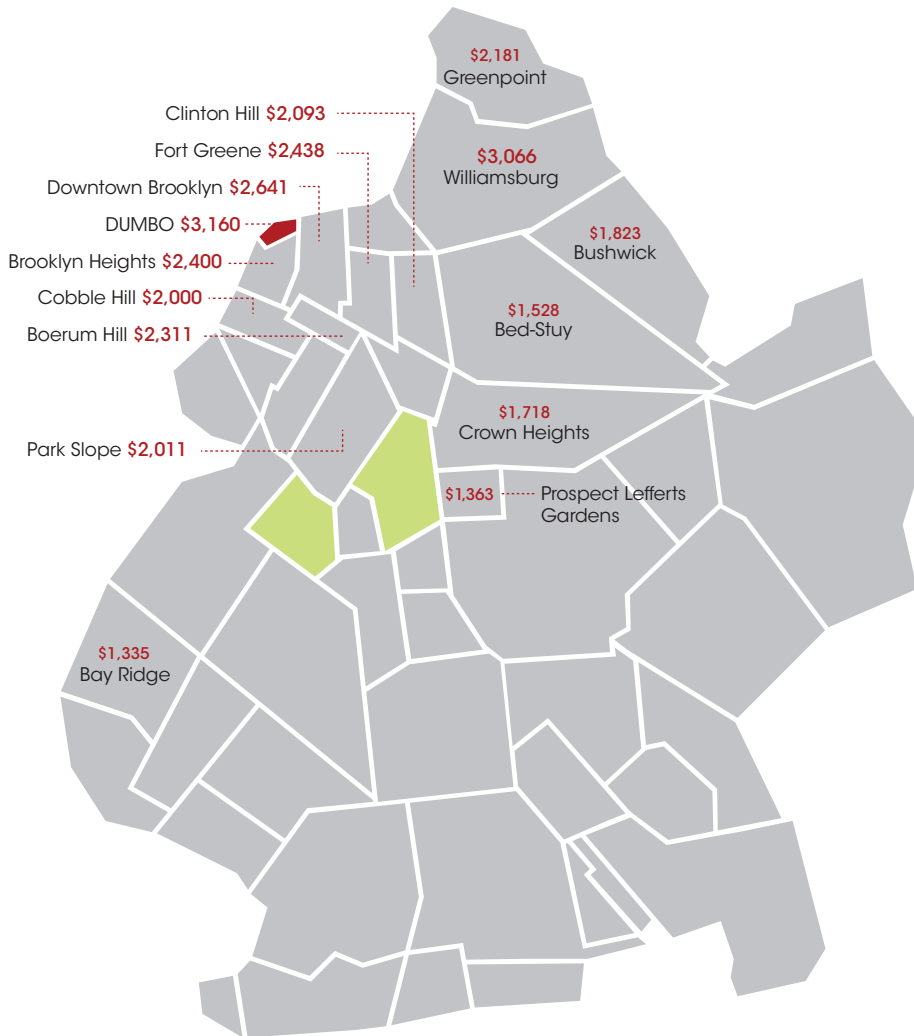 $2,181
Greenpoint
Clinton Hill $2,093
Fort Greene $2,438
$3,066
Williamsburg
Downtown Brooklyn $2,641
DUMBO $3,160
$1,823
Bushwick
Brooklyn Heights $2,400
Cobble Hill $2,000
$1,528
Bed-Stuy
Boerum Hill $2,311
$1,718
Crown Heights
Park Slope $2,011
$1,363 Prospect Lefferts
Gardens
$1,335
Bay Ridge